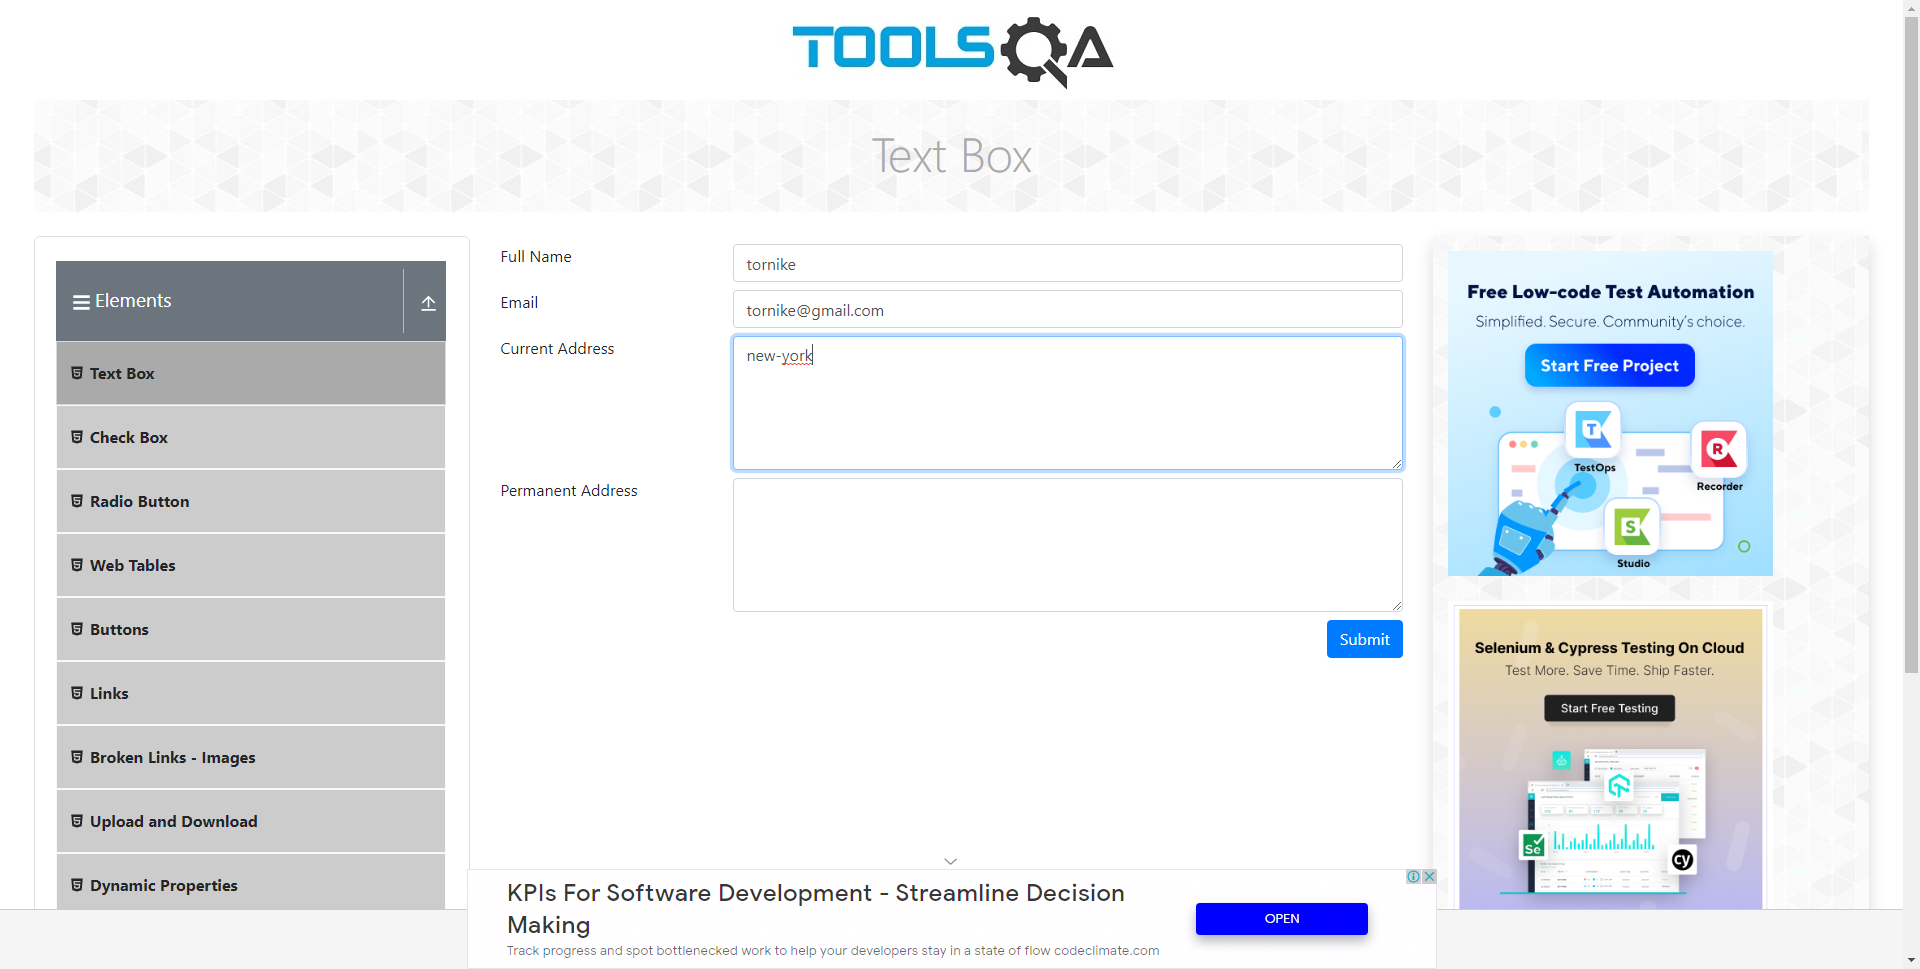 TOOLSQA
Text Box
Elements
Text Box
Check Box
Radio Button
Web Tables
Buttons
Links
Broken Links - Images
Upload and Download
Dynamic Properties
Full Name
tornike
Email
tornike@gmail.com
Current Address
new-york
Permanent Address
Submit
Free Low-code Test Automation
Simplified. Secure. Community's choice.
Start Free Project
T
TestOps
R
Recorder
S
Studio
Selenium & Cypress Testing On Cloud
Test More. Save Time. Ship Faster.
Start Free Testing
Se
cy
KPIs For Software Development - Streamline Decision
Making
Track progress and spot bottlenecked work to help your developers stay in a state of flow codeclimate.com
OPEN